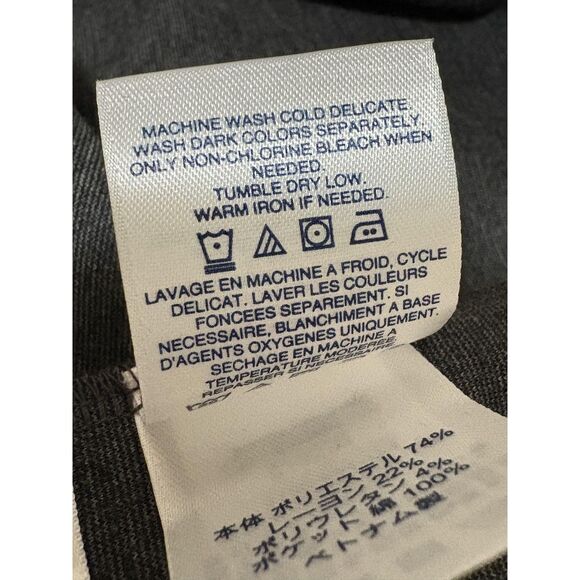 MACHINE WASH COLD DELICATE.
WASH DARK COLORS SEPARATELY.
ONLY NON-CHLORINE BLEACH WHEN
NEEDED.
TUMBLE DRY LOW.
WARM IRON IF NEEDED.
LAVAGE EN MACHINE A FROID, CYCLE
DELICAT. LAVER LES COULEURS
FONCEES SEPAREMENT. SI
NECESSAIRE, BLANCHIMENT A BASE
D'AGENTS OXYGENES UNIQUEMENT.
SECHAGE EN MACHINE A
TEMPERATURE MODEREE.
REPASSER SI NECESSAIRE.
本体 ポリエステル 74%
レーヨン 22%
ポリウレタン 4%
ポケット 綿 100%
ベトナム製